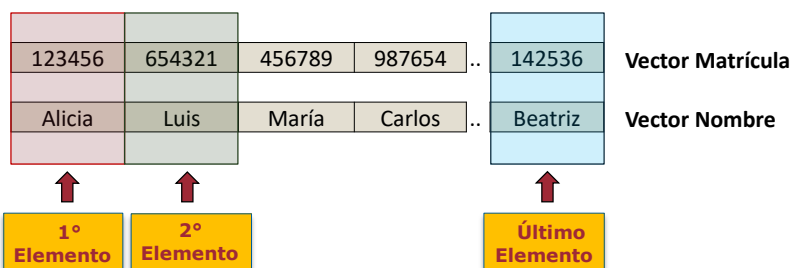 123456 654321 456789 987654 .. 142536 Vector Matrícula
Alicia Luis María Carlos .. Beatriz Vector Nombre
1° Elemento
2° Elemento
Último Elemento